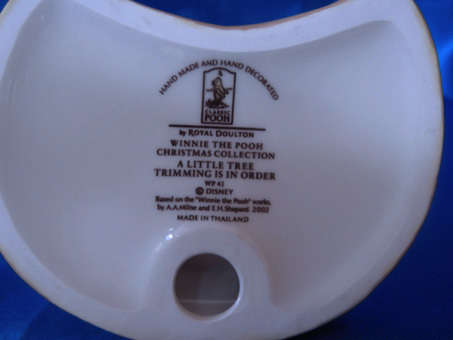 HAND MADE AND HAND DECORATED
CLASSIC
POOH
by ROYAL DOULTON
WINNIE THE POOH
CHRISTMAS COLLECTION
A LITTLE TREE
TRIMMING IS IN ORDER
WP 41
© DISNEY
Based on the "Winnie the Pooh" works,
by A.A.Milne and E.H.Shepard 2002
MADE IN THAILAND